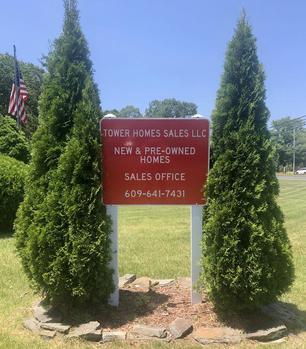 TOWER HOMES SALES LLC
NEW & PRE-OWNED
HOMES
SALES OFFICE
609-641-7431